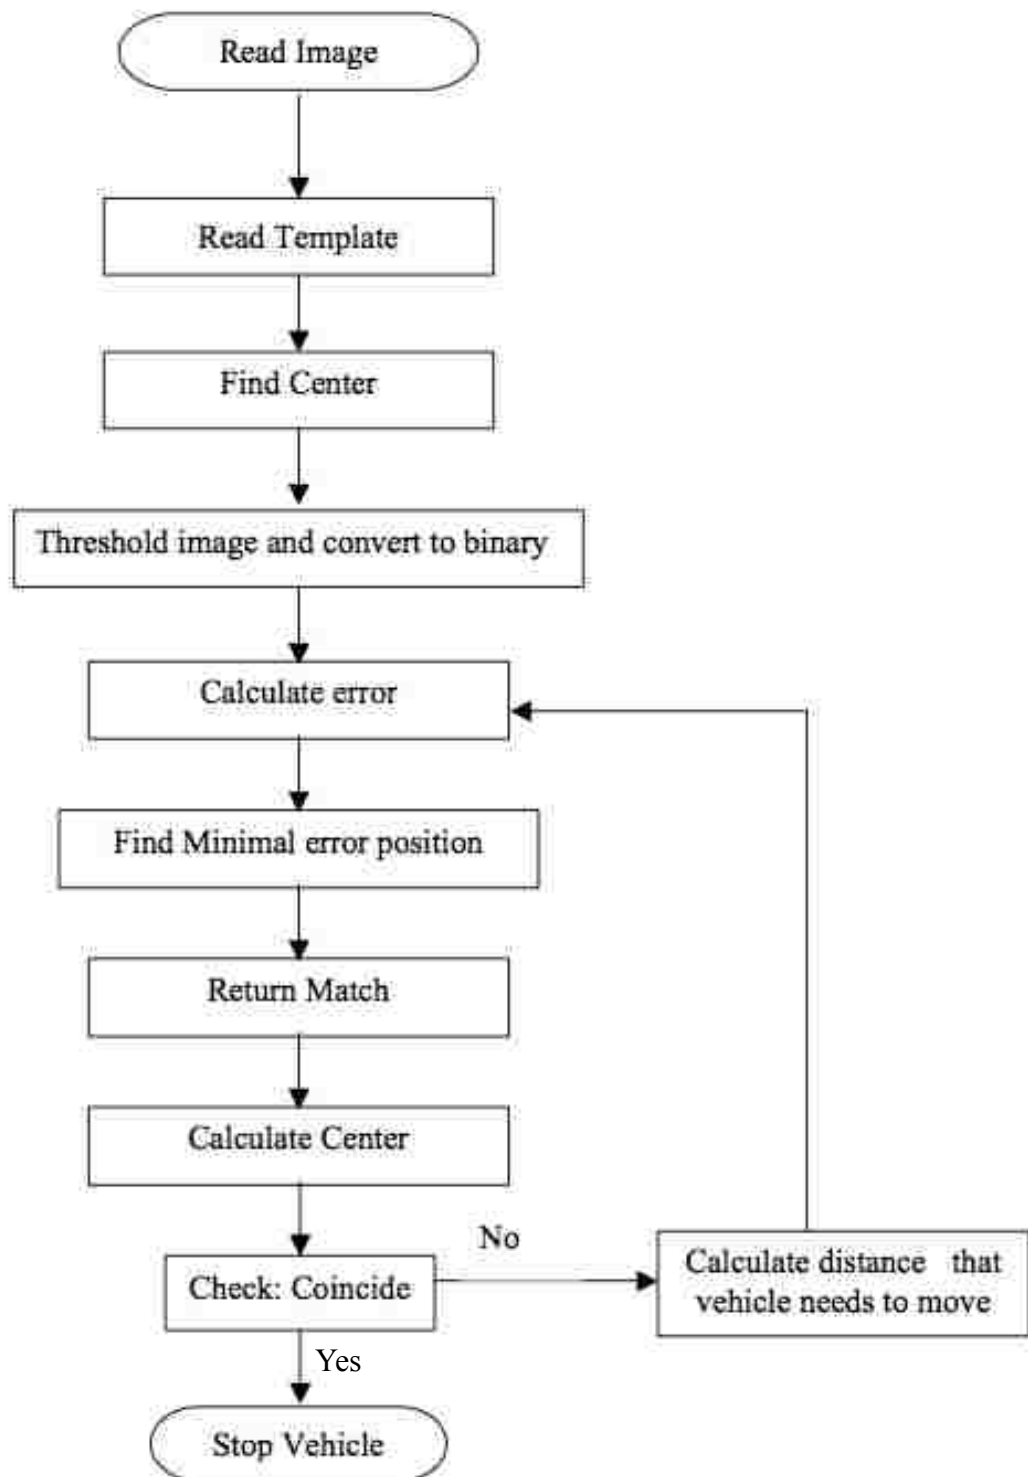 Read Image
Read Template
Find Center
Threshold image and convert to binary
Calculate error
Find Minimal error position
Return Match
Calculate Center
No
Check: Coincide
Calculate distance that
vehicle needs to move
Yes
Stop Vehicle